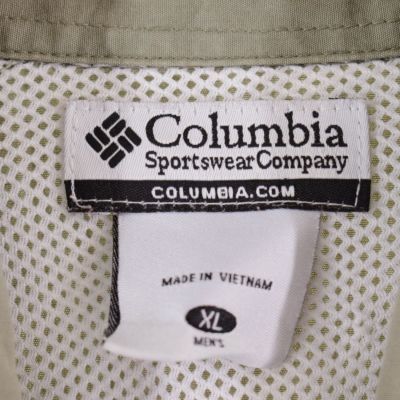 Columbia
Sportswear Company
COLUMBIA.COM
MADE IN VIETNAM
XL
MEN'S